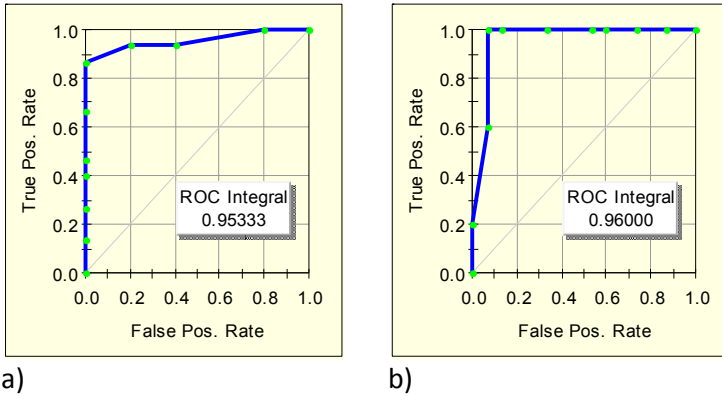 True Pos. Rate
1.0
0.8
0.6
0.4
0.2
0.0
ROC Integral
0.95333
0.0 0.2 0.4 0.6 0.8 1.0
False Pos. Rate
a)
True Pos. Rate
1.0
0.8
0.6
0.4
0.2
0.0
ROC Integral
0.96000
0.0 0.2 0.4 0.6 0.8 1.0
False Pos. Rate
b)